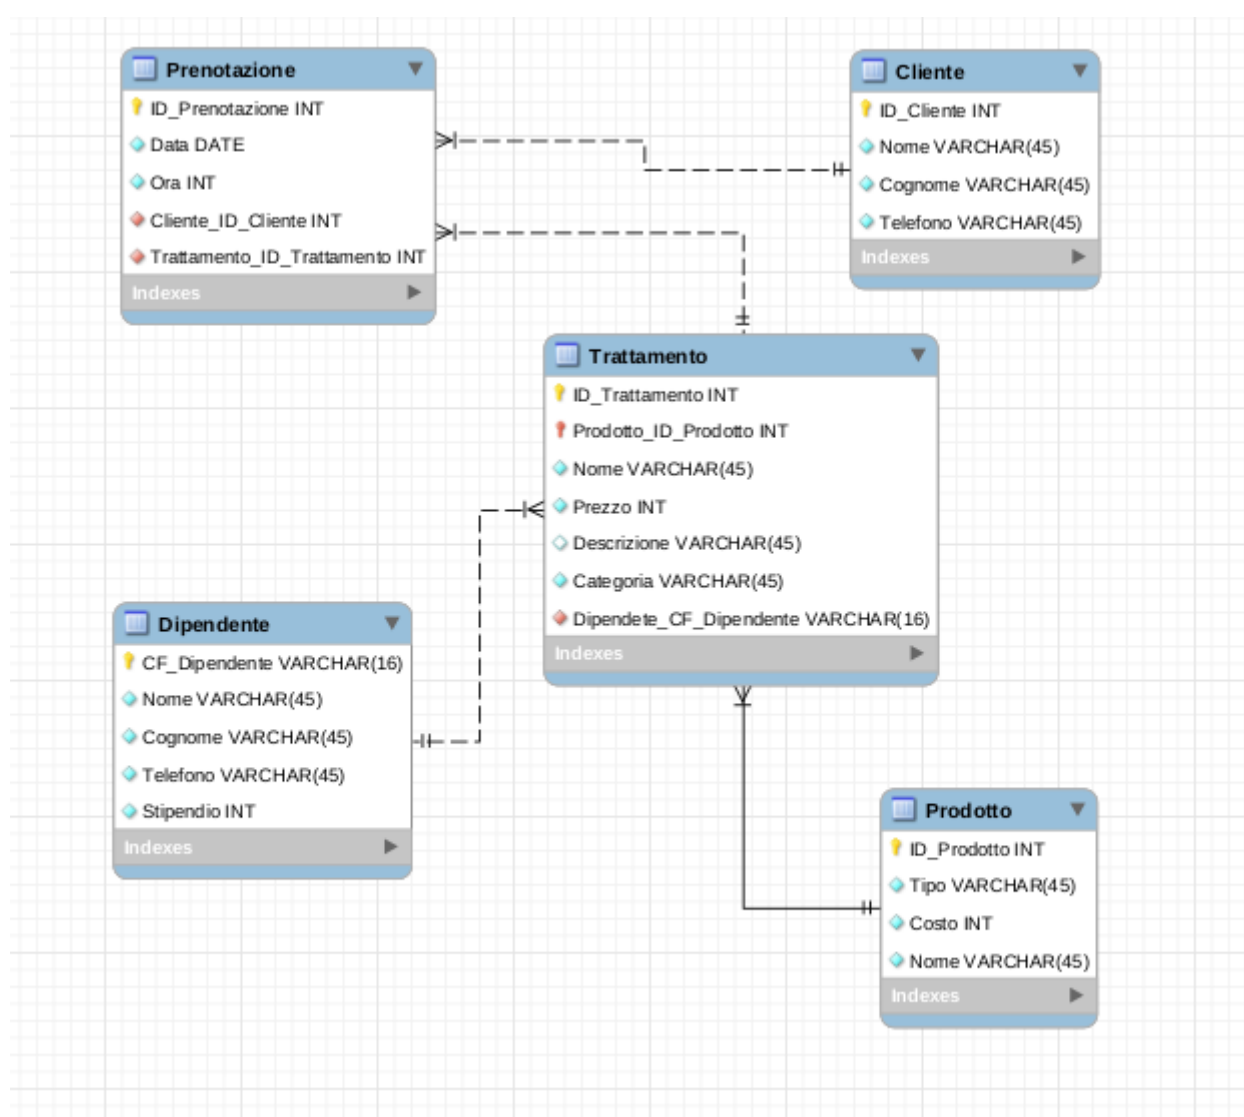 Prenotazione
ID_Prenotazione INT
Data DATE
Ora INT
Cliente_ID_Cliente INT
Trattamento_ID_Trattamento INT
Indexes
Cliente
ID_Cliente INT
Nome VARCHAR(45)
Cognome VARCHAR(45)
Telefono VARCHAR(45)
Indexes
Trattamento
ID_Trattamento INT
Prodotto_ID_Prodotto INT
Nome VARCHAR(45)
Prezzo INT
Descrizione VARCHAR(45)
Categoria VARCHAR(45)
Dipendete_CF_Dipendente VARCHAR(16)
Indexes
Dipendente
CF_Dipendente VARCHAR(16)
Nome VARCHAR(45)
Cognome VARCHAR(45)
Telefono VARCHAR(45)
Stipendio INT
Indexes
Prodotto
ID_Prodotto INT
Tipo VARCHAR(45)
Costo INT
Nome VARCHAR(45)
Indexes